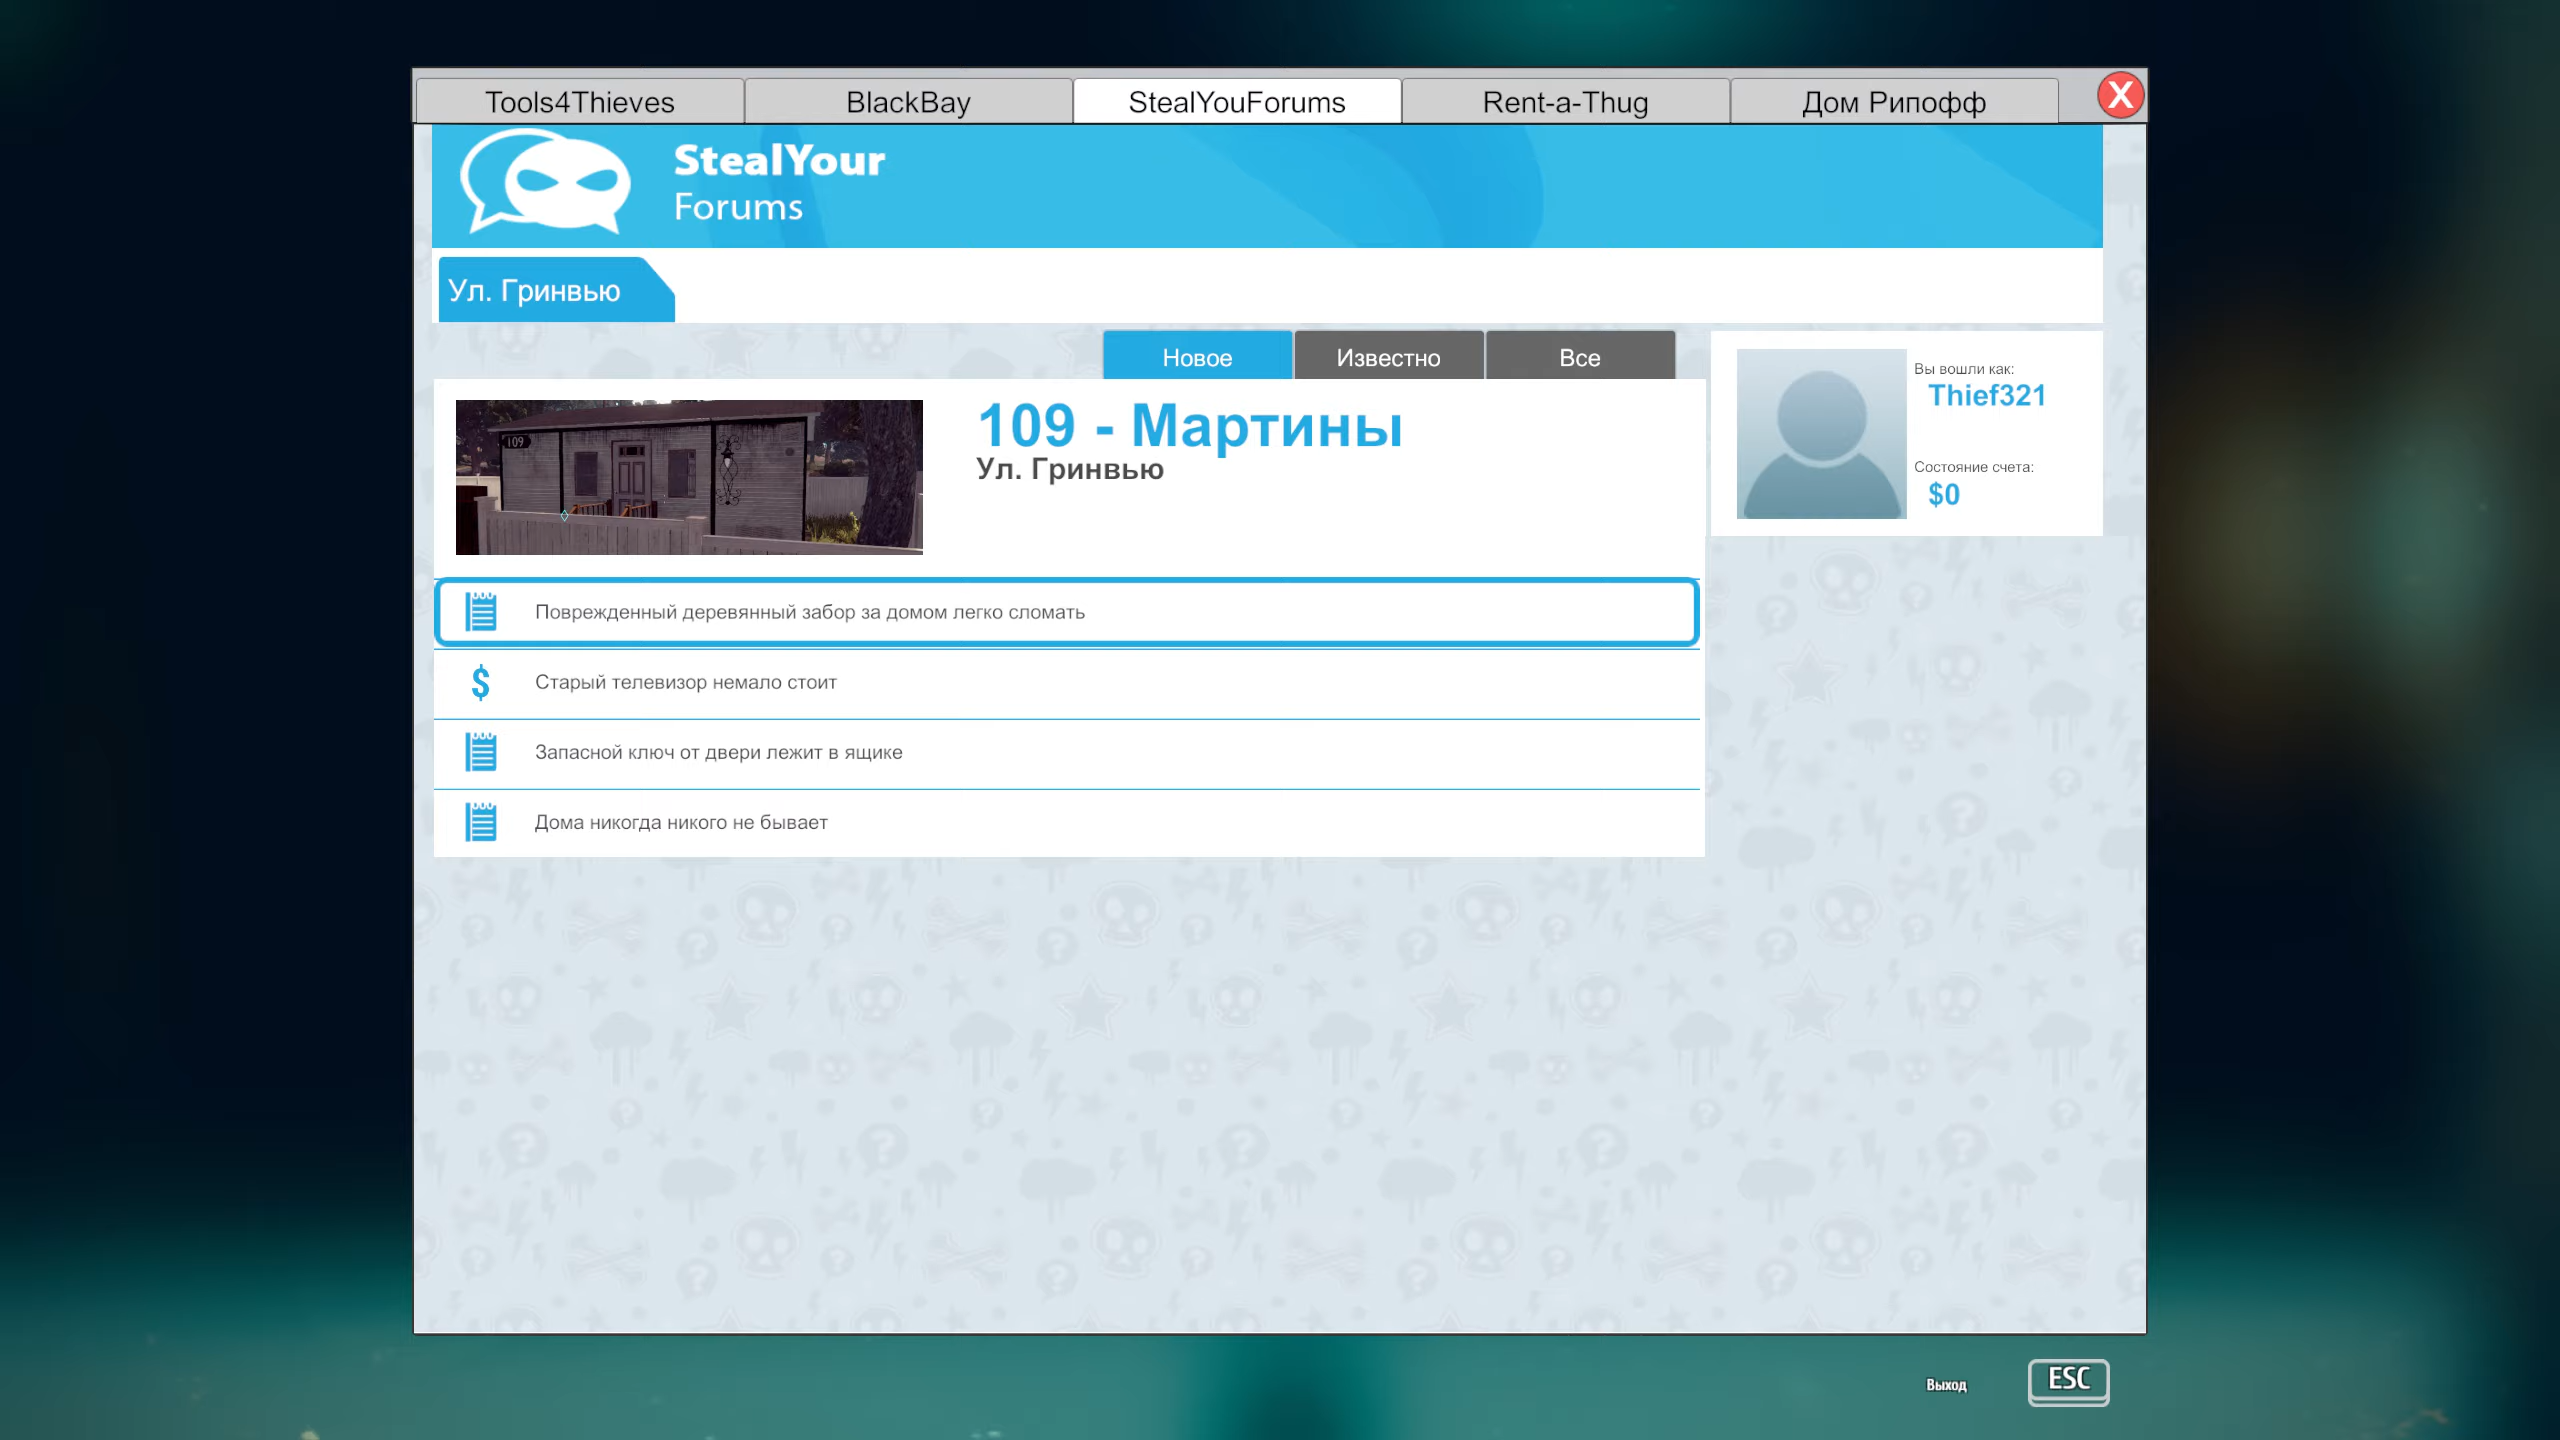 Tools4Thieves
BlackBay
StealYouForums
Rent-a-Thug
Дом Рипофф
X
StealYour
Forums
Ул. Гринвью
Новое
Известно
Все
109
109 - Мартины
Ул. Гринвью
Вы вошли как:
Thief321
Состояние счета:
$0
Поврежденный деревянный забор за домом легко сломать
$
Старый телевизор немало стоит
Запасной ключ от двери лежит в ящике
Дома никогда никого не бывает
Выход
ESC